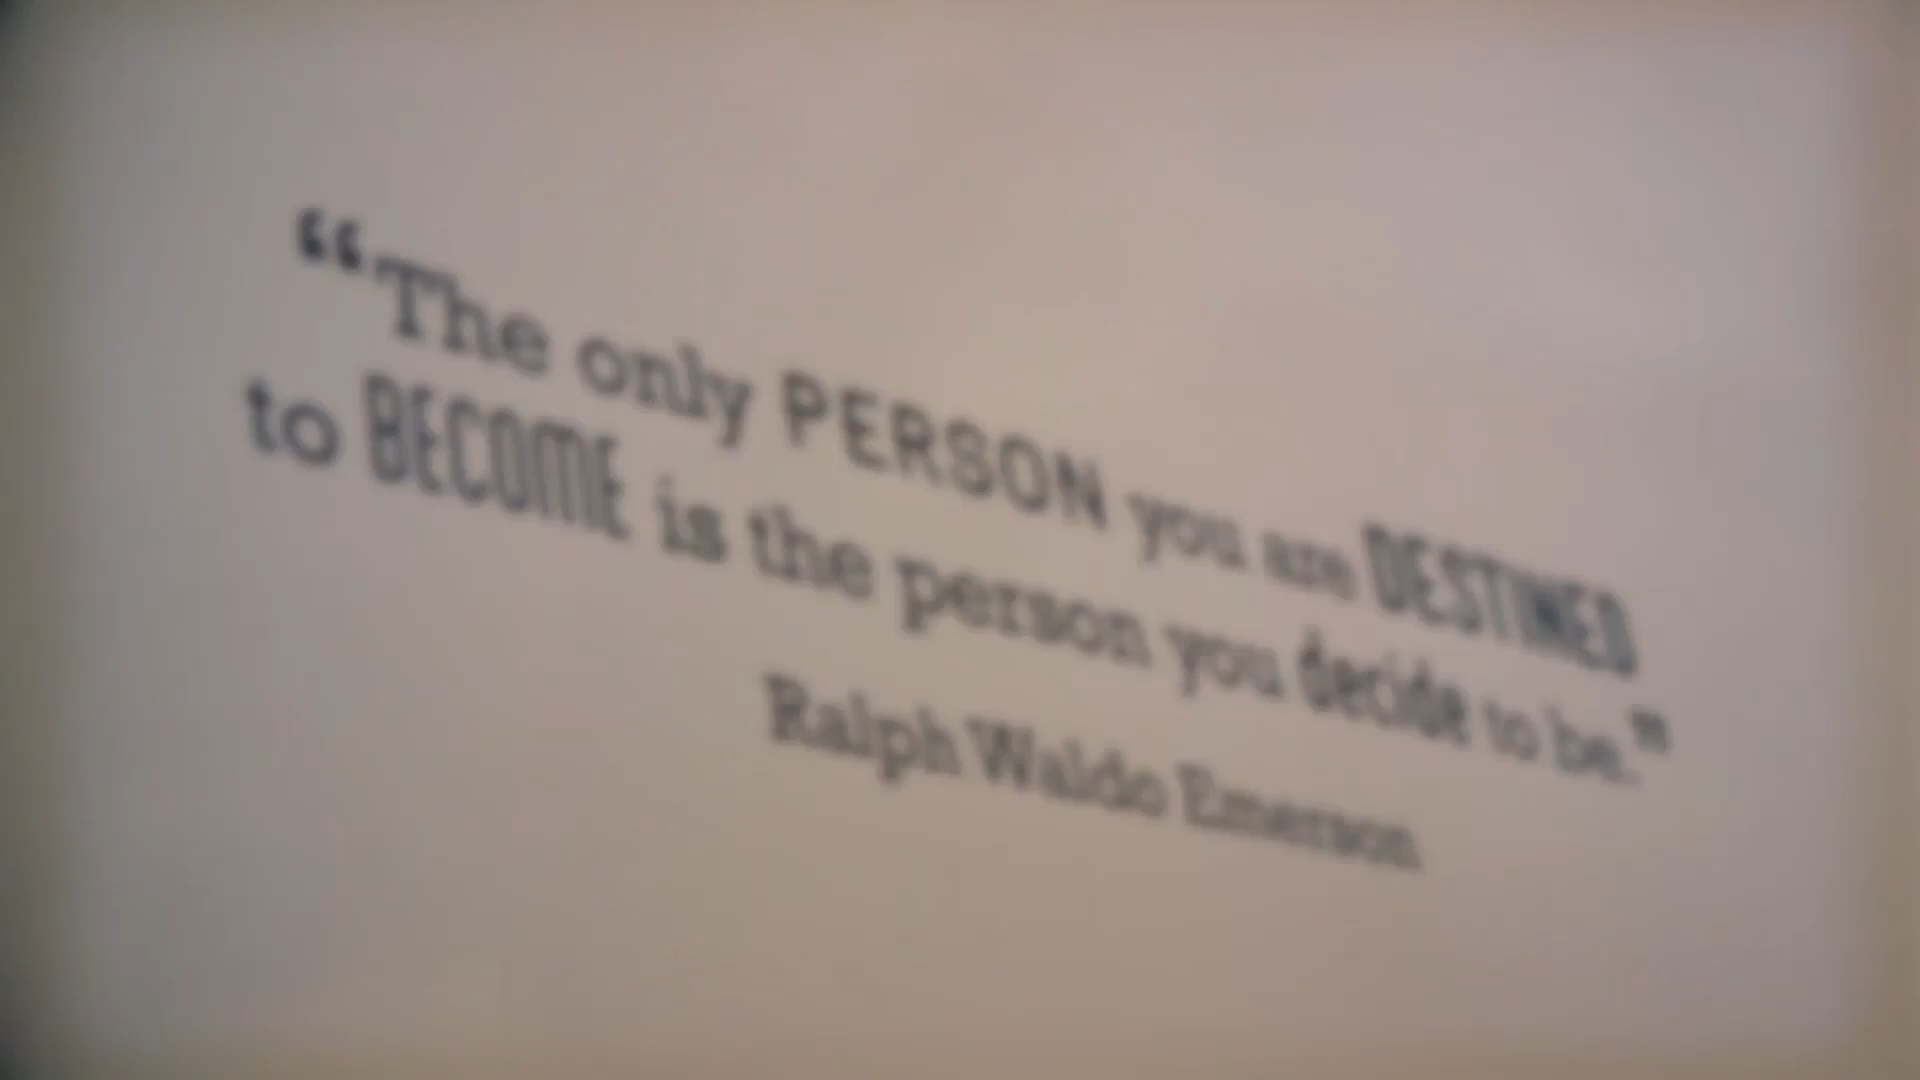 “The only PERSON you are DESTINED
to BECOME is the person you decide to be.”
Ralph Waldo Emerson